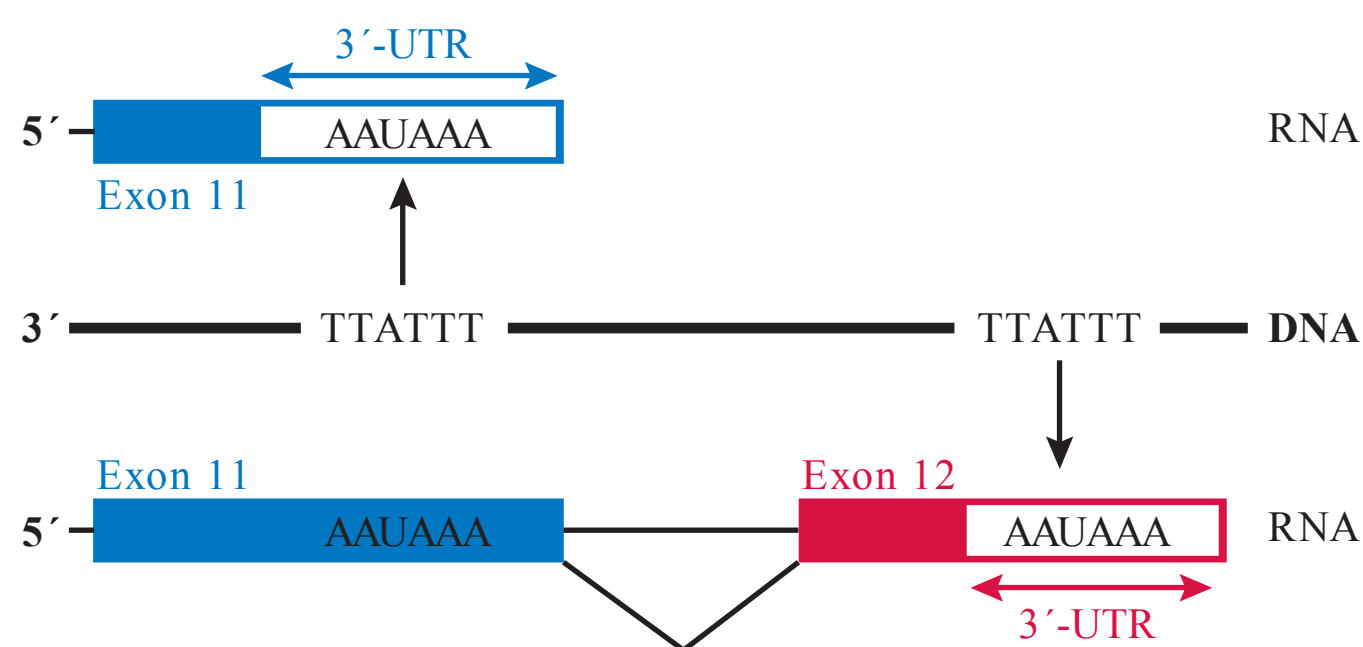 3´-UTR
5´ AAUAAA RNA
Exon 11
3´ TTATTT TTATTT DNA
Exon 11 Exon 12
5´ AAUAAA AAUAAA RNA
3´-UTR